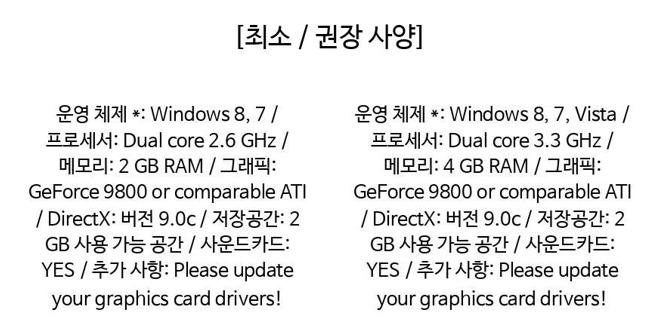 [최소 / 권장 사양]
운영 체제 *: Windows 8, 7 /
프로세서: Dual core 2.6 GHz /
메모리: 2 GB RAM / 그래픽:
GeForce 9800 or comparable ATI
/ DirectX: 버전 9.0c / 저장공간: 2
GB 사용 가능 공간 / 사운드카드:
YES / 추가 사항: Please update
your graphics card drivers!
운영 체제 *: Windows 8, 7, Vista /
프로세서: Dual core 3.3 GHz /
메모리: 4 GB RAM / 그래픽:
GeForce 9800 or comparable ATI
/ DirectX: 버전 9.0c / 저장공간: 2
GB 사용 가능 공간 / 사운드카드:
YES / 추가 사항: Please update
your graphics card drivers!